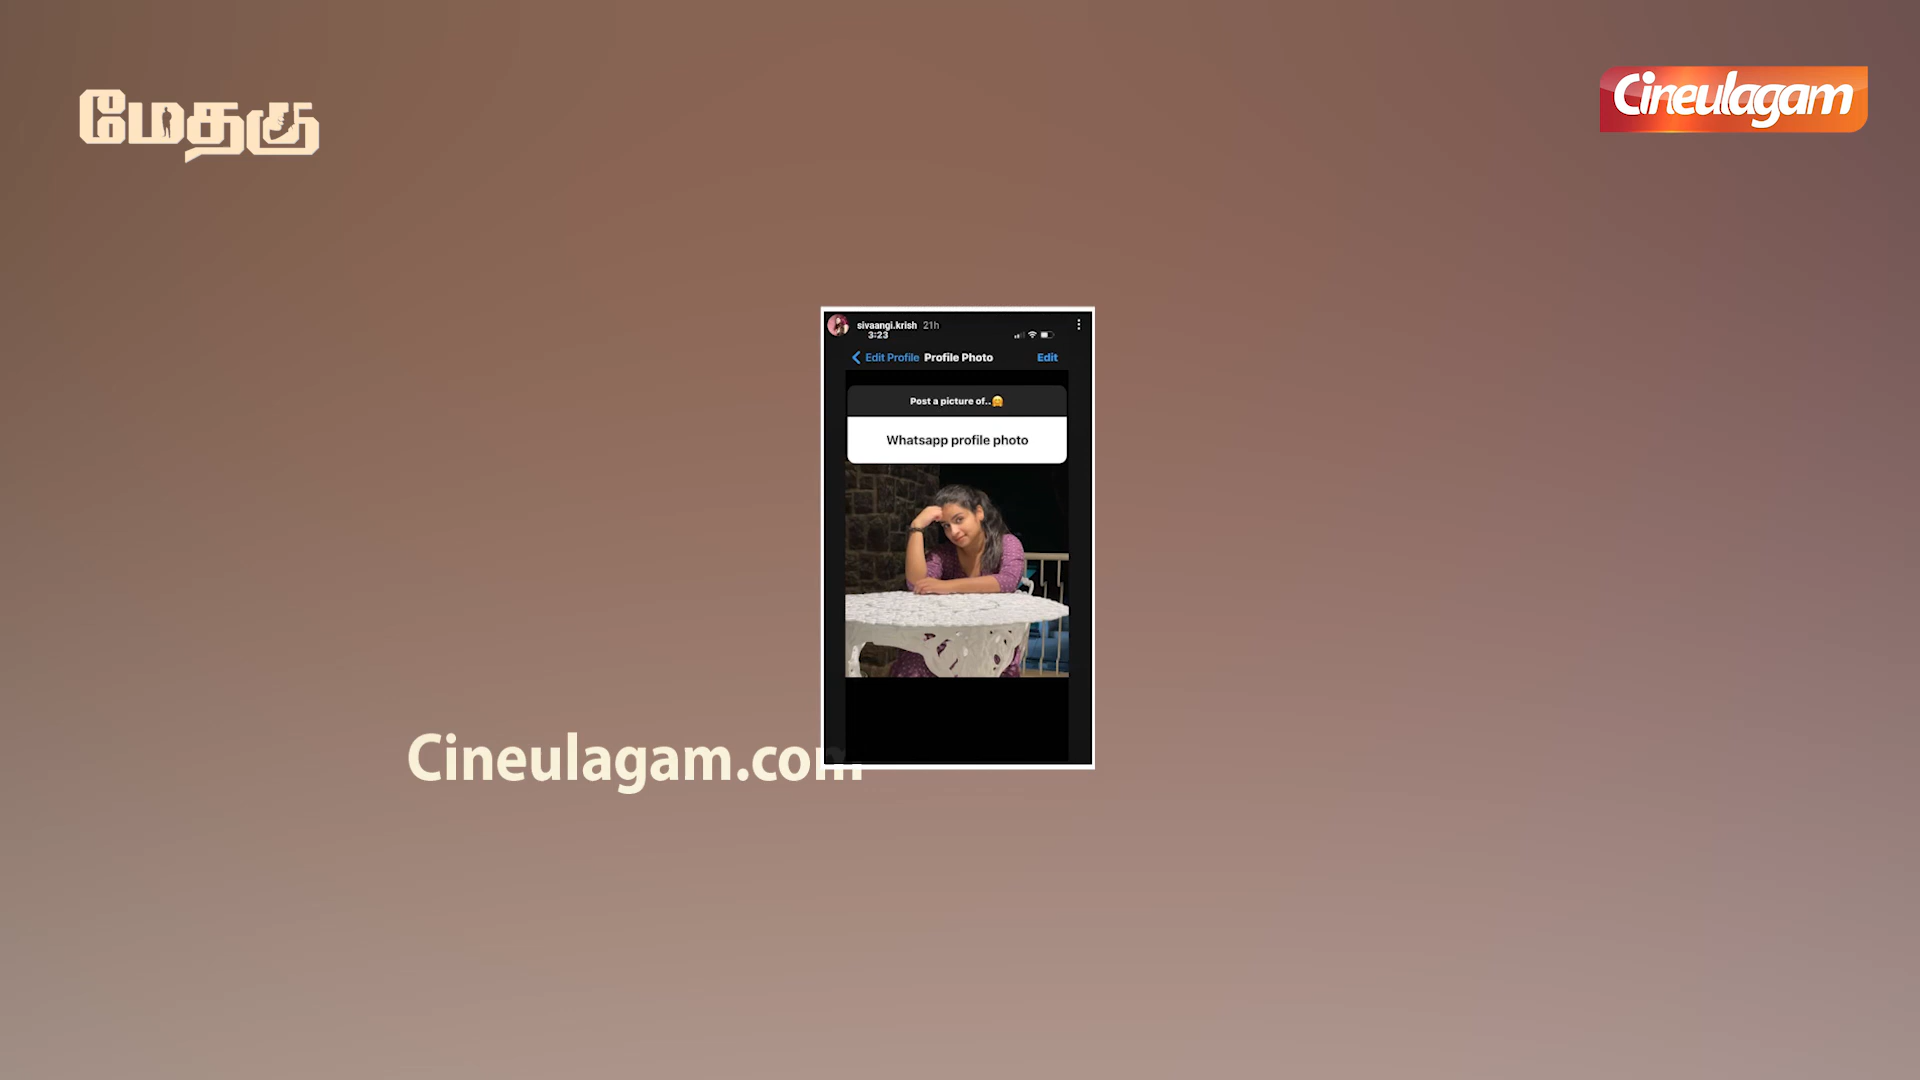 மேதகு
Cineulagam
sivaangi.krish 21h
3:23
Edit Profile Profile Photo Edit
Post a picture of..🤗
Whatsapp profile photo
Cineulagam.com